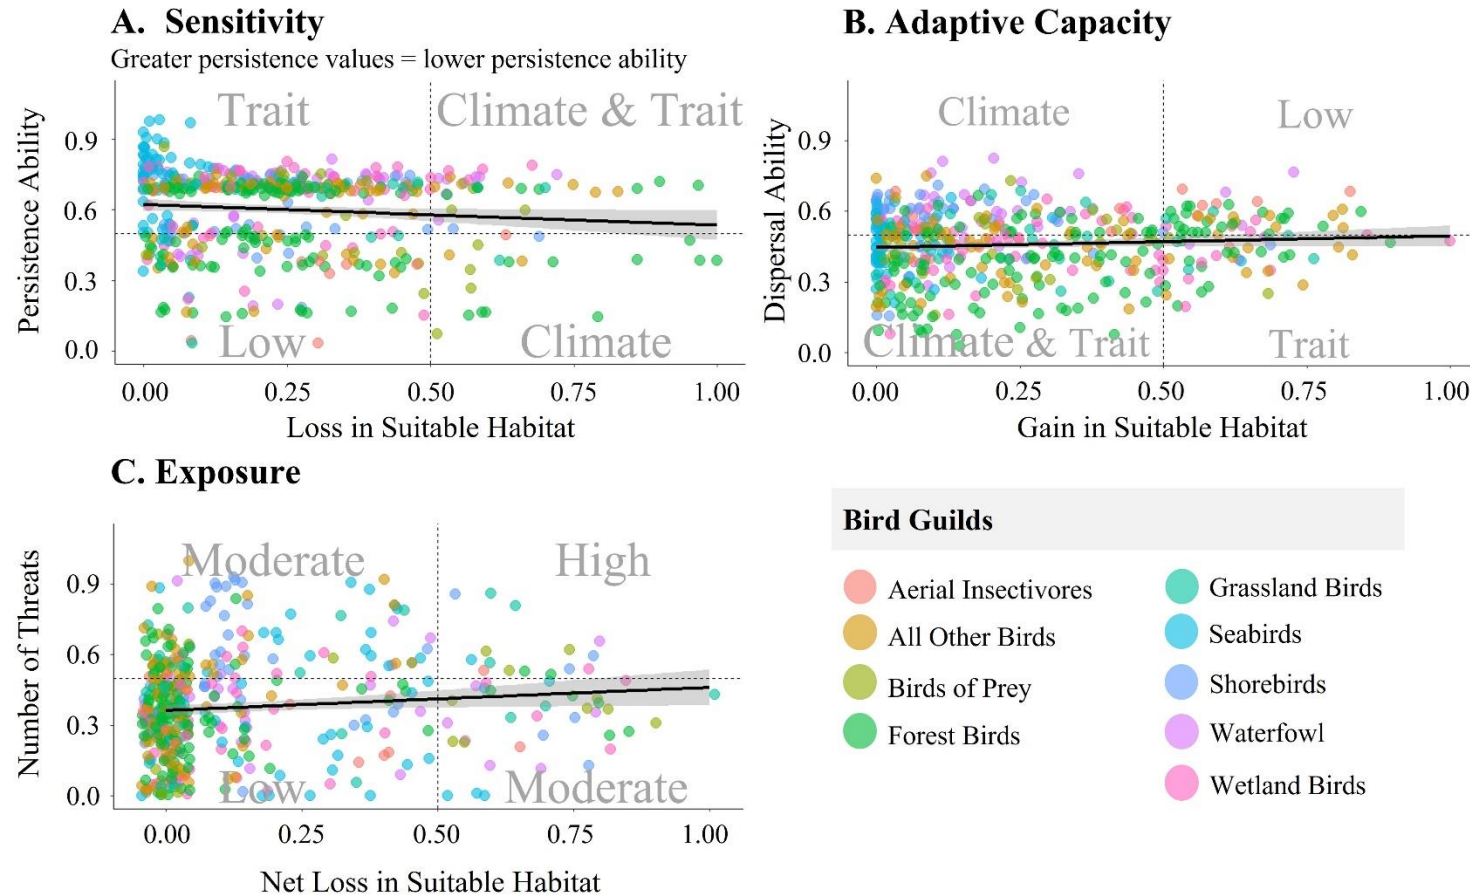 A. Sensitivity
Greater persistence values = lower persistence ability
Persistence Ability
0.9
0.6
0.3
0.0
Trait
Climate & Trait
Low
Climate
0.00
0.25
0.50
0.75
1.00
Loss in Suitable Habitat
B. Adaptive Capacity
Dispersal Ability
0.9
0.6
0.3
0.0
Climate
Low
Climate & Trait
Trait
0.00
0.25
0.50
0.75
1.00
Gain in Suitable Habitat
C. Exposure
Number of Threats
0.9
0.6
0.3
0.0
Moderate
High
Low
Moderate
0.00
0.25
0.50
0.75
1.00
Net Loss in Suitable Habitat
Bird Guilds
Aerial Insectivores
All Other Birds
Birds of Prey
Forest Birds
Grassland Birds
Seabirds
Shorebirds
Waterfowl
Wetland Birds